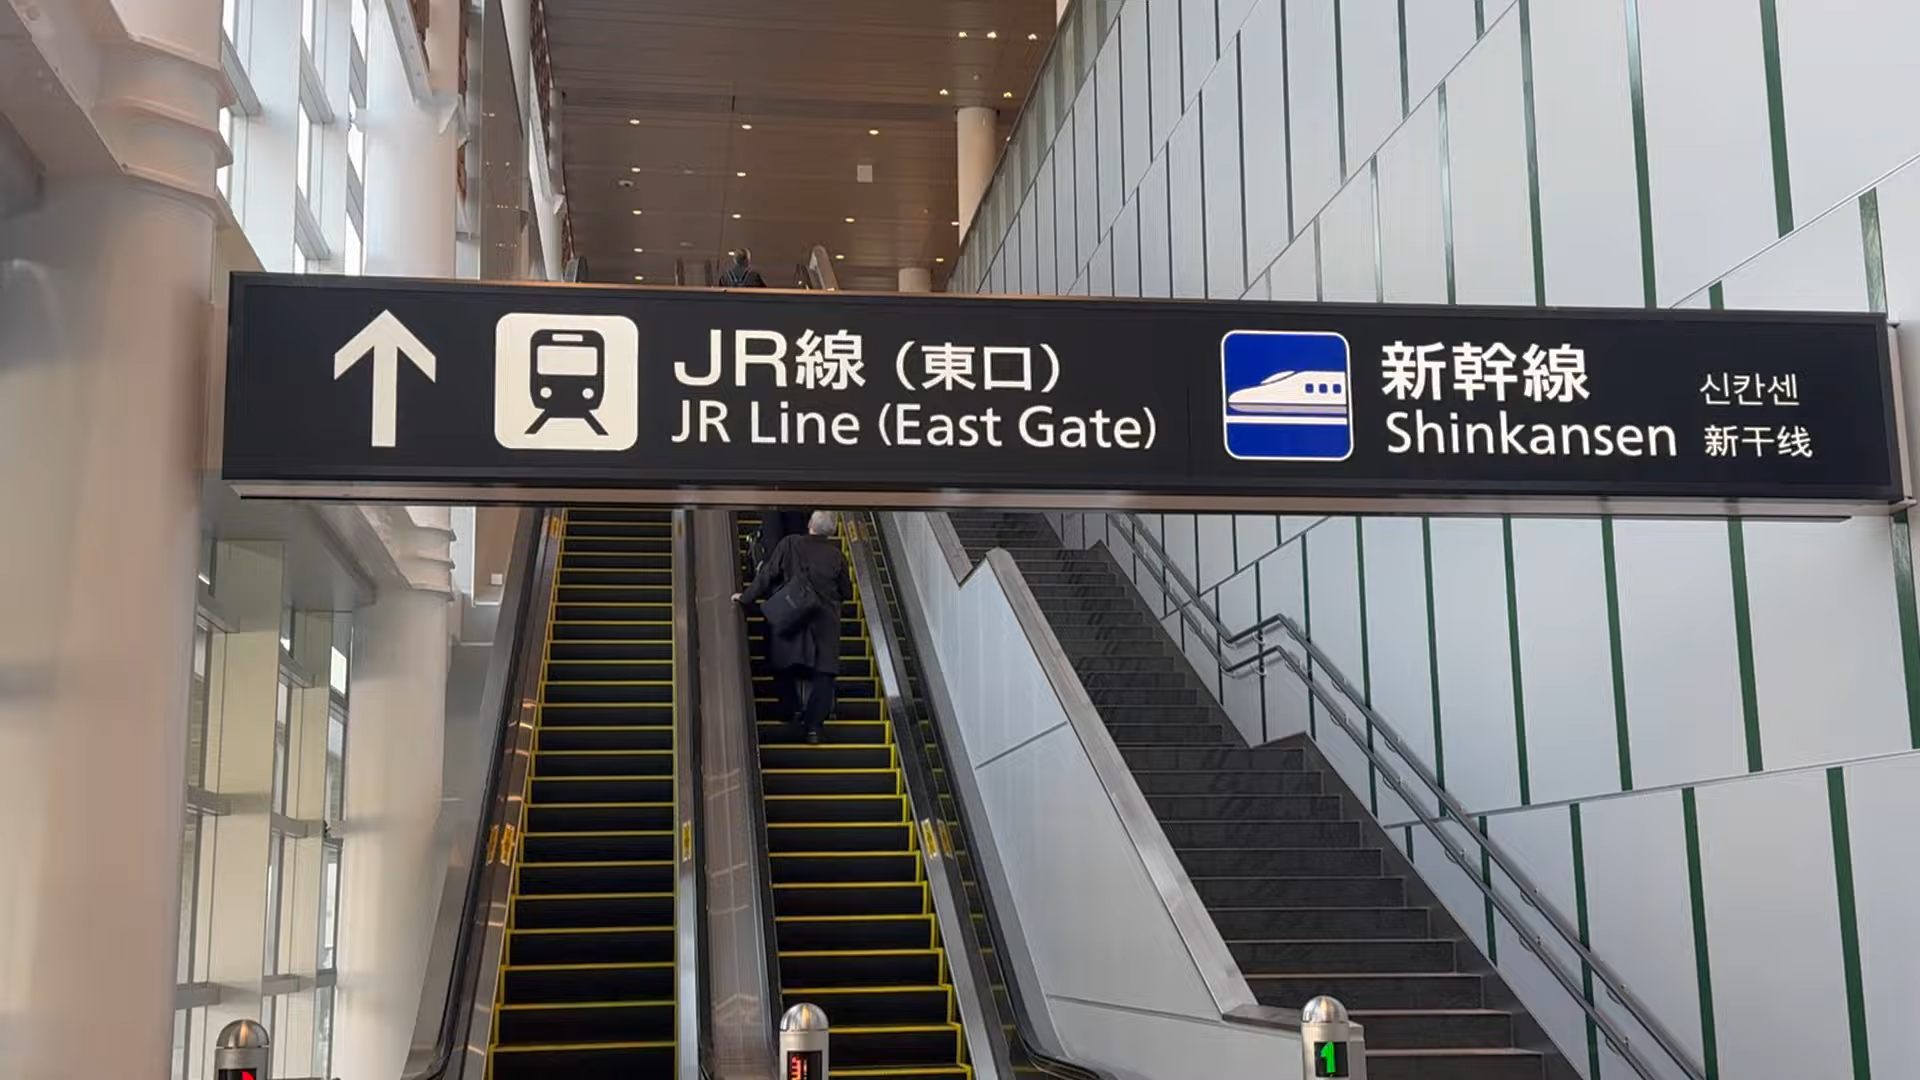 JR線（東口）
JR Line (East Gate)
新幹線
Shinkansen
신칸센
新干线